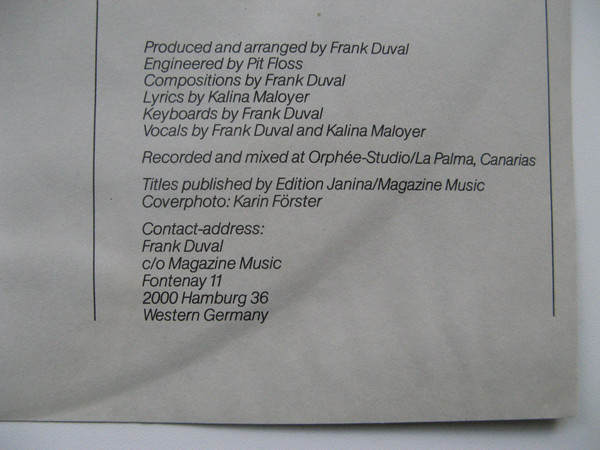 Produced and arranged by Frank Duval
Engineered by Pit Floss
Compositions by Frank Duval
Lyrics by Kalina Maloyer
Keyboards by Frank Duval
Vocals by Frank Duval and Kalina Maloyer
Recorded and mixed at Orphée-Studio/La Palma, Canarias
Titles published by Edition Janina/Magazine Music
Coverphoto: Karin Förster
Contact-address:
Frank Duval
c/o Magazine Music
Fontenay 11
2000 Hamburg 36
Western Germany